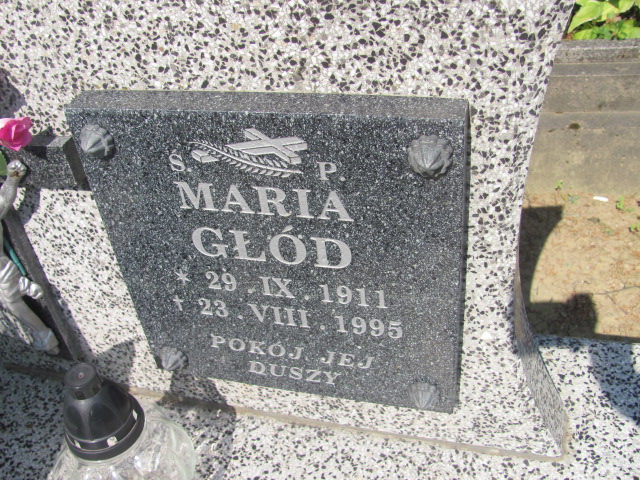 S. P.
MARIA
GŁÓD
* 29.IX.1911
† 23.VIII.1995
POKÓJ JEJ
DUSZY